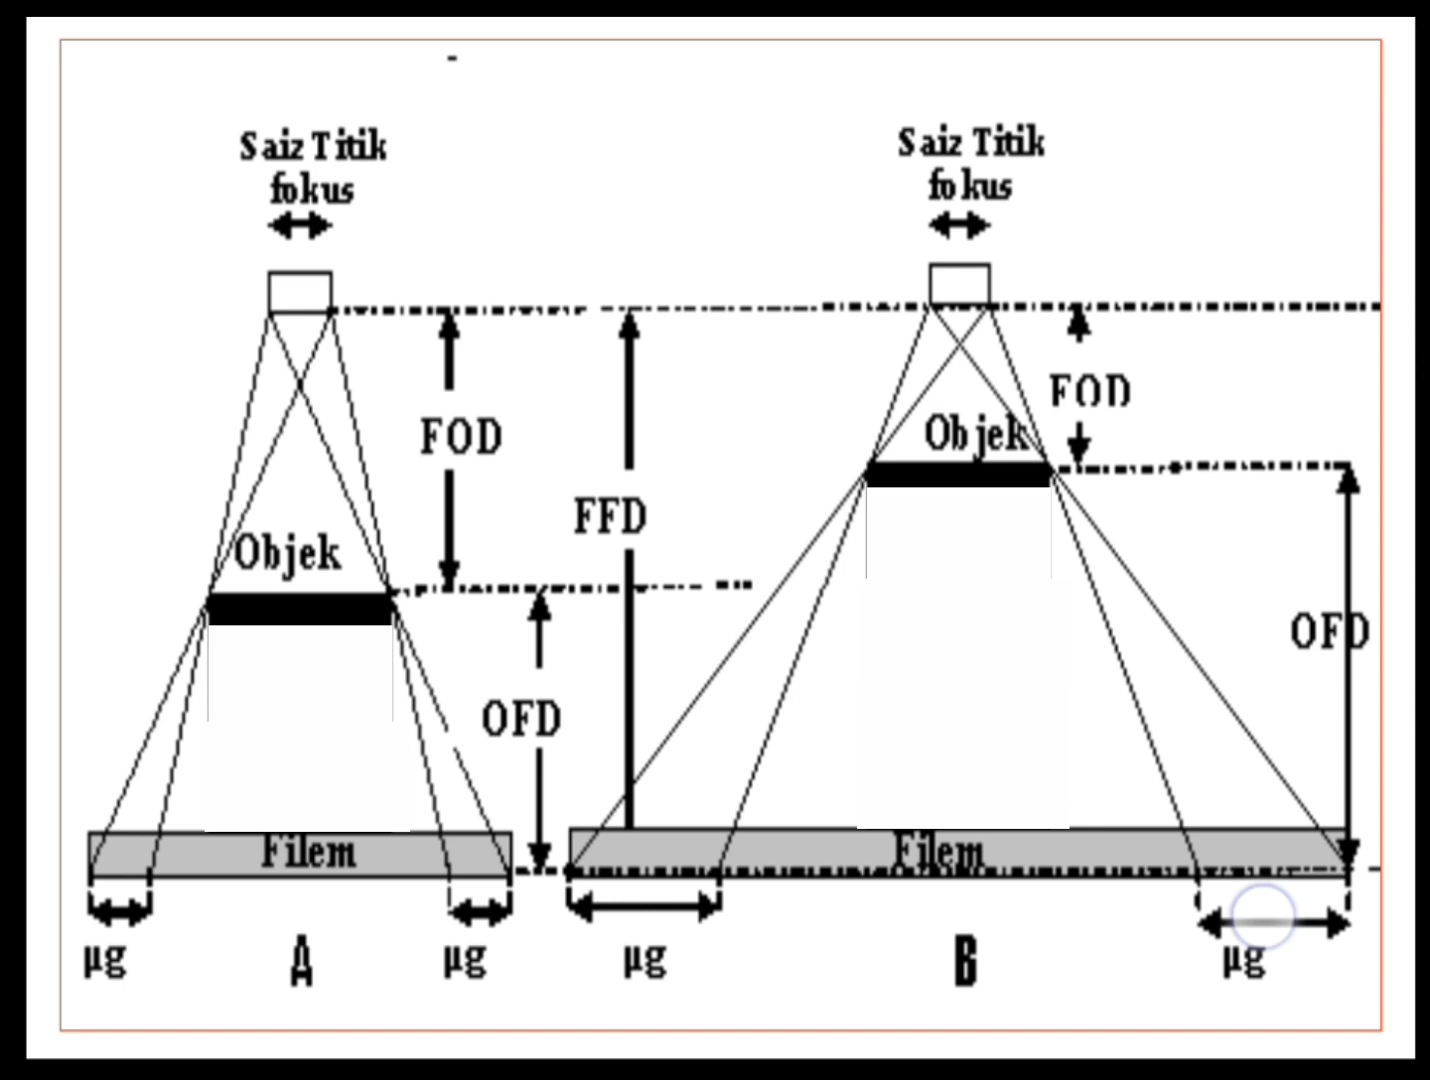 Saiz Titik
fokus
Saiz Titik
fokus
FOD
FOD
Objek
FFD
Objek
OFD
OFD
Filem
Filem
µg
A
µg
µg
B
µg